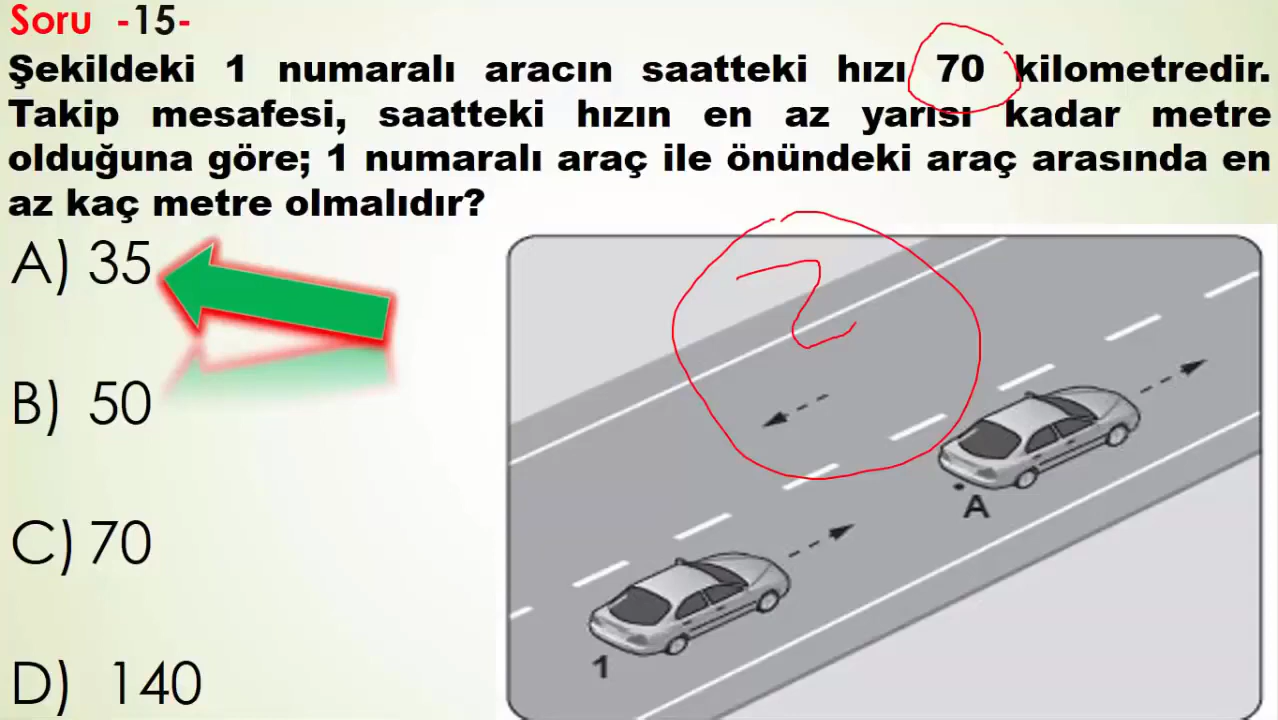 Soru -15-
Şekildeki 1 numaralı aracın saatteki hızı 70 kilometredir.
Takip mesafesi, saatteki hızın en az yarısı kadar metre
olduğuna göre; 1 numaralı araç ile önündeki araç arasında en
az kaç metre olmalıdır?
A) 35
B) 50
C) 70
D) 140
2
A
1